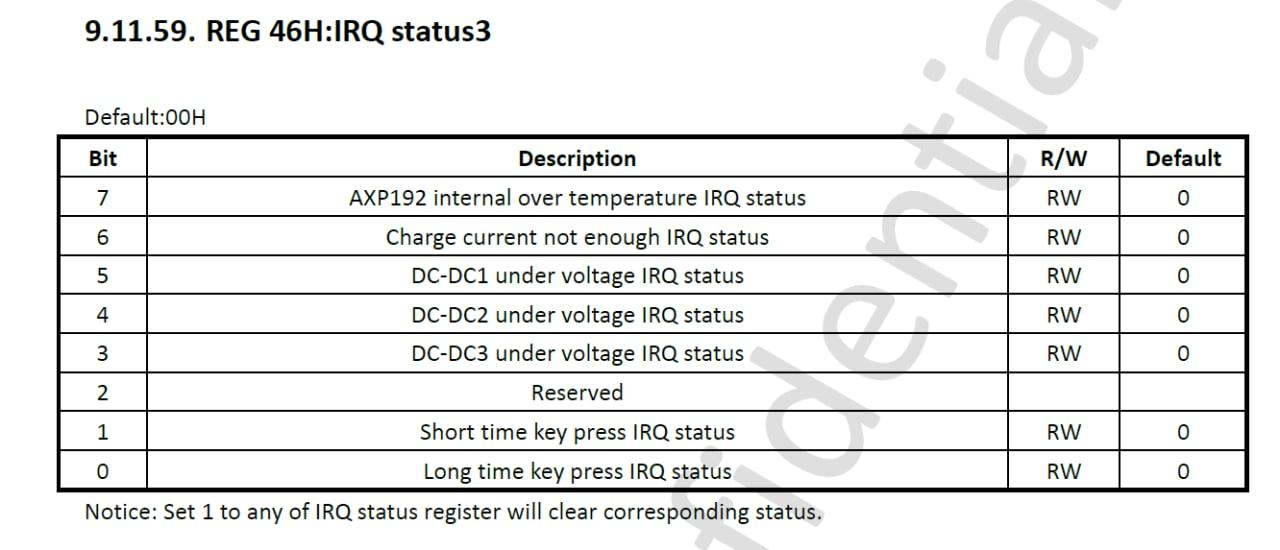 9.11.59. REG 46H:IRQ status3
Default:00H
Bit Description R/W Default
7 AXP192 internal over temperature IRQ status RW 0
6 Charge current not enough IRQ status RW 0
5 DC-DC1 under voltage IRQ status RW 0
4 DC-DC2 under voltage IRQ status RW 0
3 DC-DC3 under voltage IRQ status RW 0
2 Reserved
1 Short time key press IRQ status RW 0
0 Long time key press IRQ status RW 0
Notice: Set 1 to any of IRQ status register will clear corresponding status.
fidential